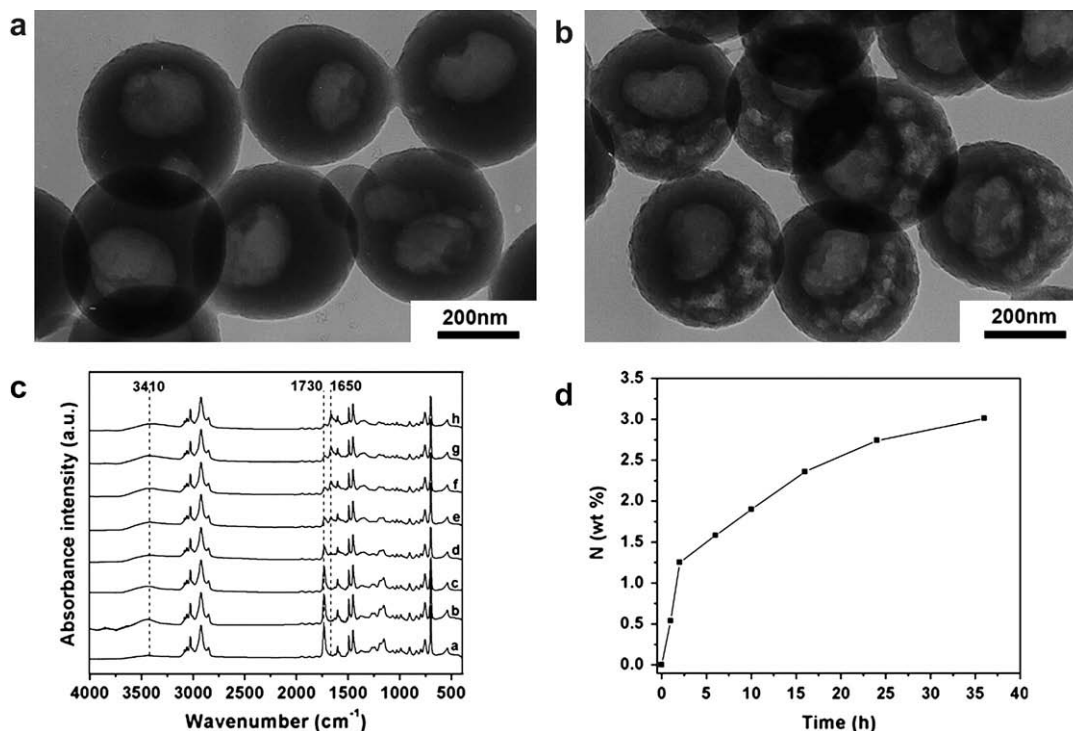 a
b
200nm
200nm
c
3410 1730 1650
h
g
f
e
d
c
b
a
Absorbance intensity (a.u.)
4000 3500 3000 2500 2000 1500 1000 500
Wavenumber (cm⁻¹)
d
3.5
3.0
2.5
2.0
1.5
1.0
0.5
0.0
N (wt %)
0 5 10 15 20 25 30 35 40
Time (h)